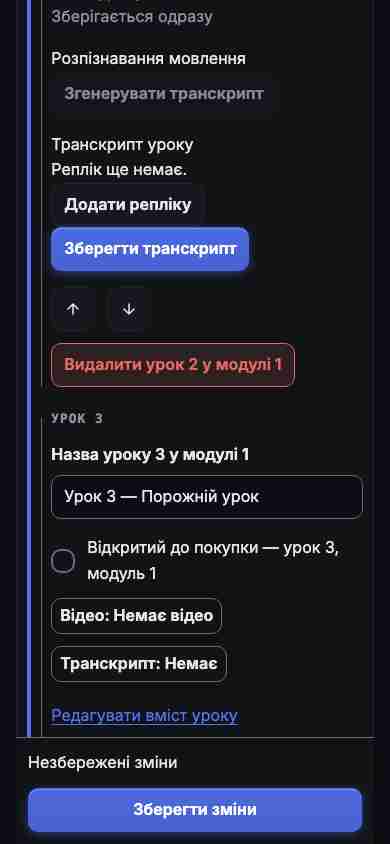 Зберігається одразу
Розпізнавання мовлення
Згенерувати транскрипт
Транскрипт уроку
Реплік ще немає.
Додати репліку
Зберегти транскрипт
↑ ↓
Видалити урок 2 у модулі 1
УРОК 3
Назва уроку 3 у модулі 1
Урок 3 — Порожній урок
Відкритий до покупки — урок 3,
модуль 1
Відео: Немає відео
Транскрипт: Немає
Редагувати вміст уроку
Незбережені зміни
Зберегти зміни